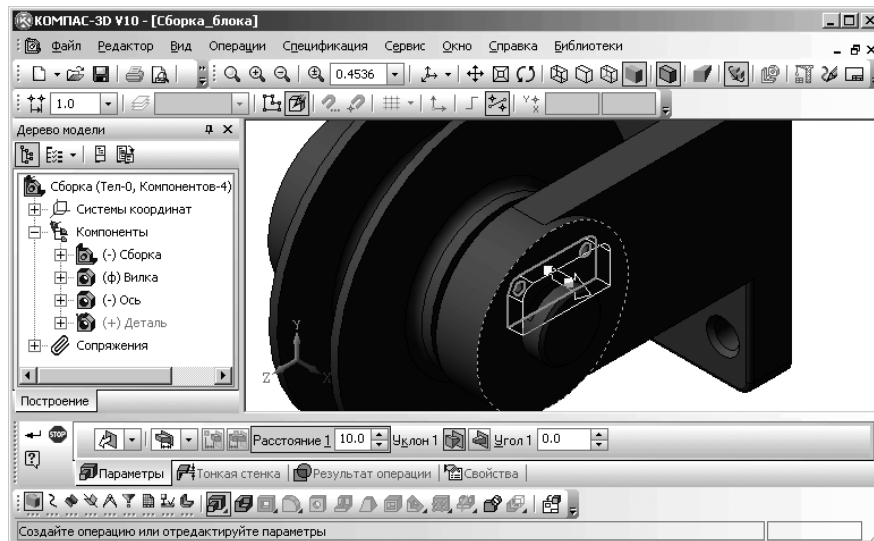 КОМПАС-3D V10 - [Сборка_блока]
Файл Редактор Вид Операции Спецификация Сервис Окно Справка Библиотеки
0.4536
1.0
Дерево модели
Сборка (Тел-0, Компонентов-4)
Системы координат
Компоненты
(-) Сборка
(ф) Вилка
(-) Ось
(+) Деталь
Сопряжения
Y
Z X
Построение
STOP Расстояние 1 10.0 Уклон 1 Угол 1 0.0
Параметры Тонкая стенка Результат операции Свойства
Создайте операцию или отредактируйте параметры